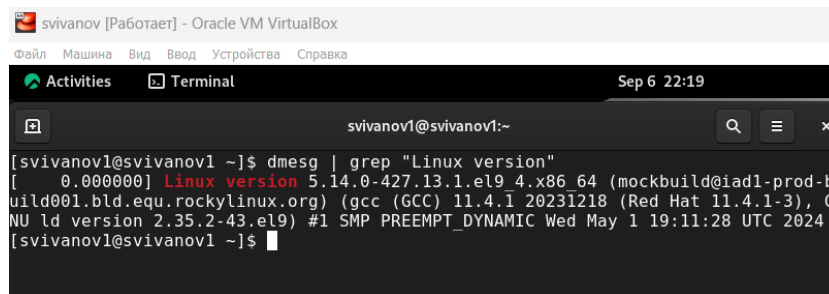 svivanov [Работает] - Oracle VM VirtualBox
Файл Машина Вид Ввод Устройства Справка
Activities Terminal Sep 6 22:19
svivanov1@svivanov1:~
[svivanov1@svivanov1 ~]$ dmesg | grep "Linux version"
[    0.000000] Linux version 5.14.0-427.13.1.el9_4.x86_64 (mockbuild@iad1-prod-b
uild001.bld.equ.rockylinux.org) (gcc (GCC) 11.4.1 20231218 (Red Hat 11.4.1-3), G
NU ld version 2.35.2-43.el9) #1 SMP PREEMPT_DYNAMIC Wed May 1 19:11:28 UTC 2024
[svivanov1@svivanov1 ~]$